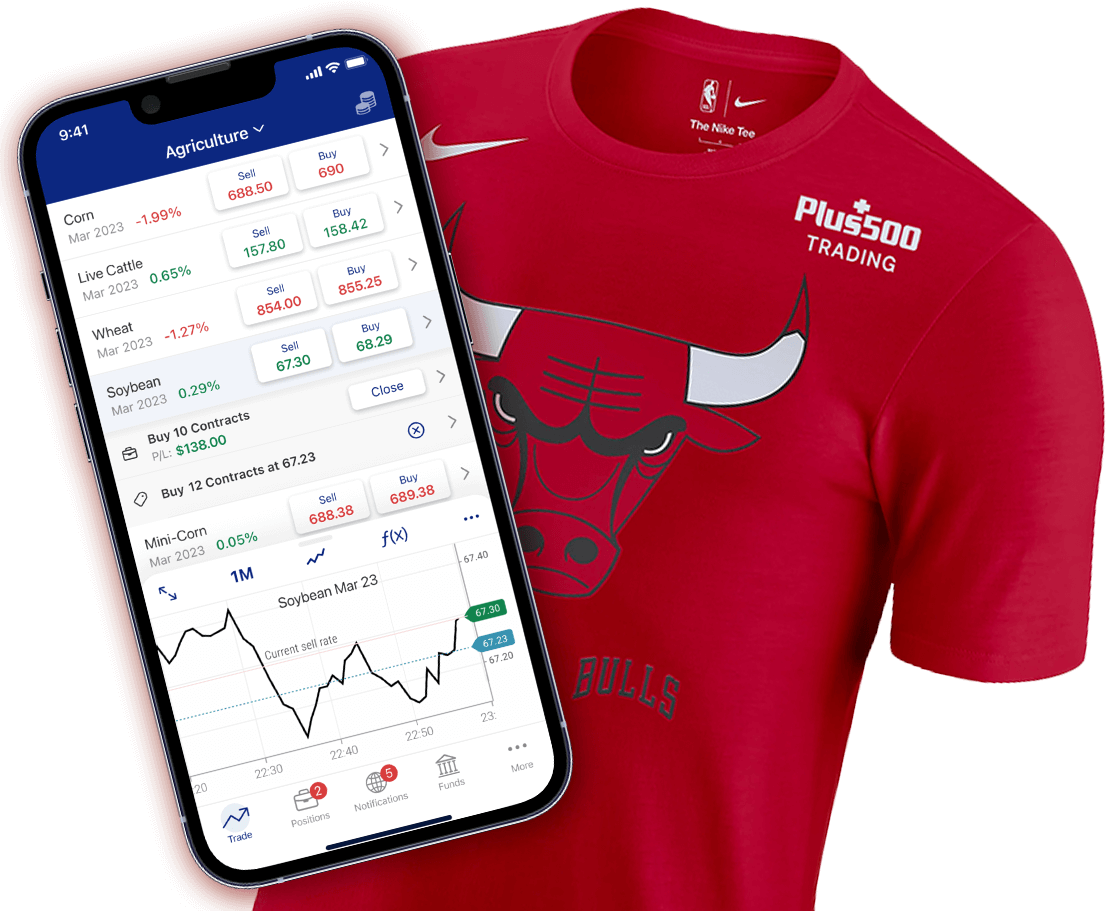 9:41
Agriculture
Corn
Mar 2023
-1.99%
Sell
688.50
Buy
690
Live Cattle
Mar 2023
0.65%
Sell
157.80
Buy
158.42
Wheat
Mar 2023
-1.27%
Sell
854.00
Buy
855.25
Soybean
Mar 2023
0.29%
Sell
67.30
Buy
68.29
Buy 10 Contracts
P/L: $138.00
Close
Buy 12 Contracts at 67.23
Mini-Corn
Mar 2023
0.05%
Sell
688.38
Buy
689.38
1M
f(x)
Soybean Mar 23
Current sell rate
67.40
67.30
67.23
67.20
20
22:30
22:40
22:50
23:
Trade
2
Positions
5
Notifications
Funds
More
The Nike Tee
Plus500
TRADING
BULLS